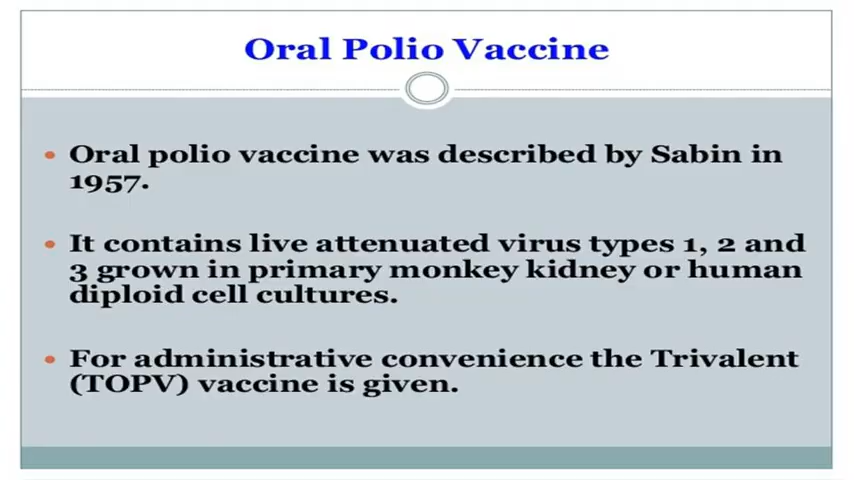 Oral Polio Vaccine
• Oral polio vaccine was described by Sabin in
1957.
• It contains live attenuated virus types 1, 2 and
3 grown in primary monkey kidney or human
diploid cell cultures.
• For administrative convenience the Trivalent
(TOPV) vaccine is given.